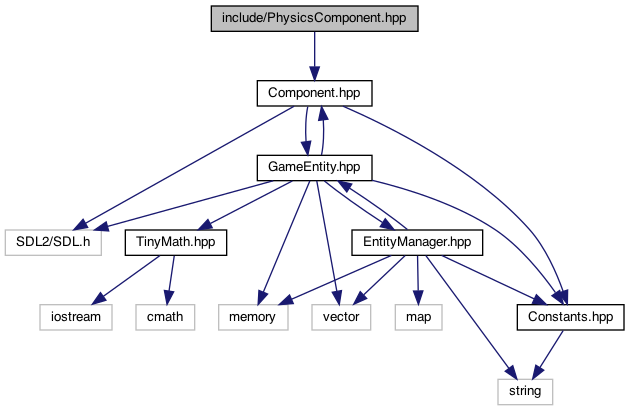 include/PhysicsComponent.hpp
Component.hpp
GameEntity.hpp
SDL2/SDL.h
TinyMath.hpp
EntityManager.hpp
iostream
cmath
memory
vector
map
Constants.hpp
string